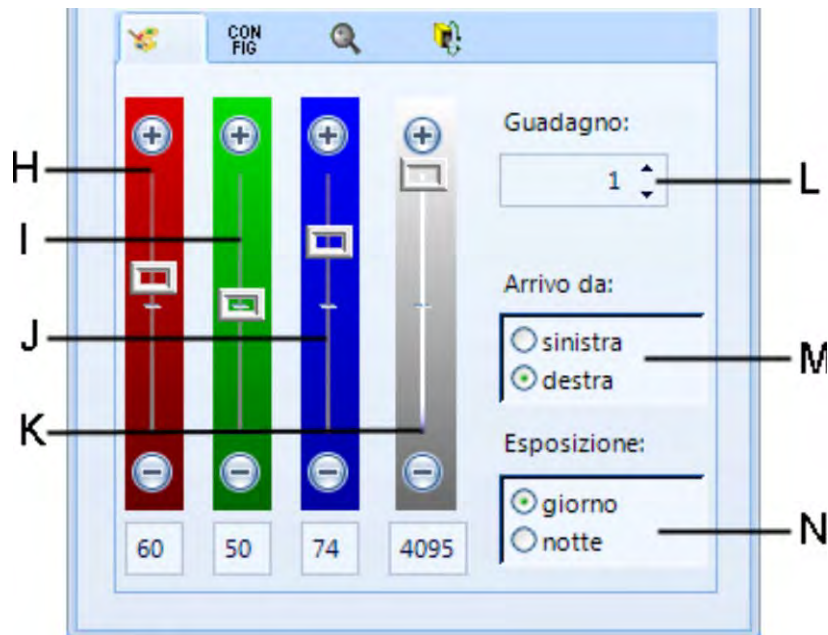 CON
FIG
H
I
J
K
60
50
74
4095
Guadagno:
1
L
Arrivo da:
sinistra
destra
M
Esposizione:
giorno
notte
N